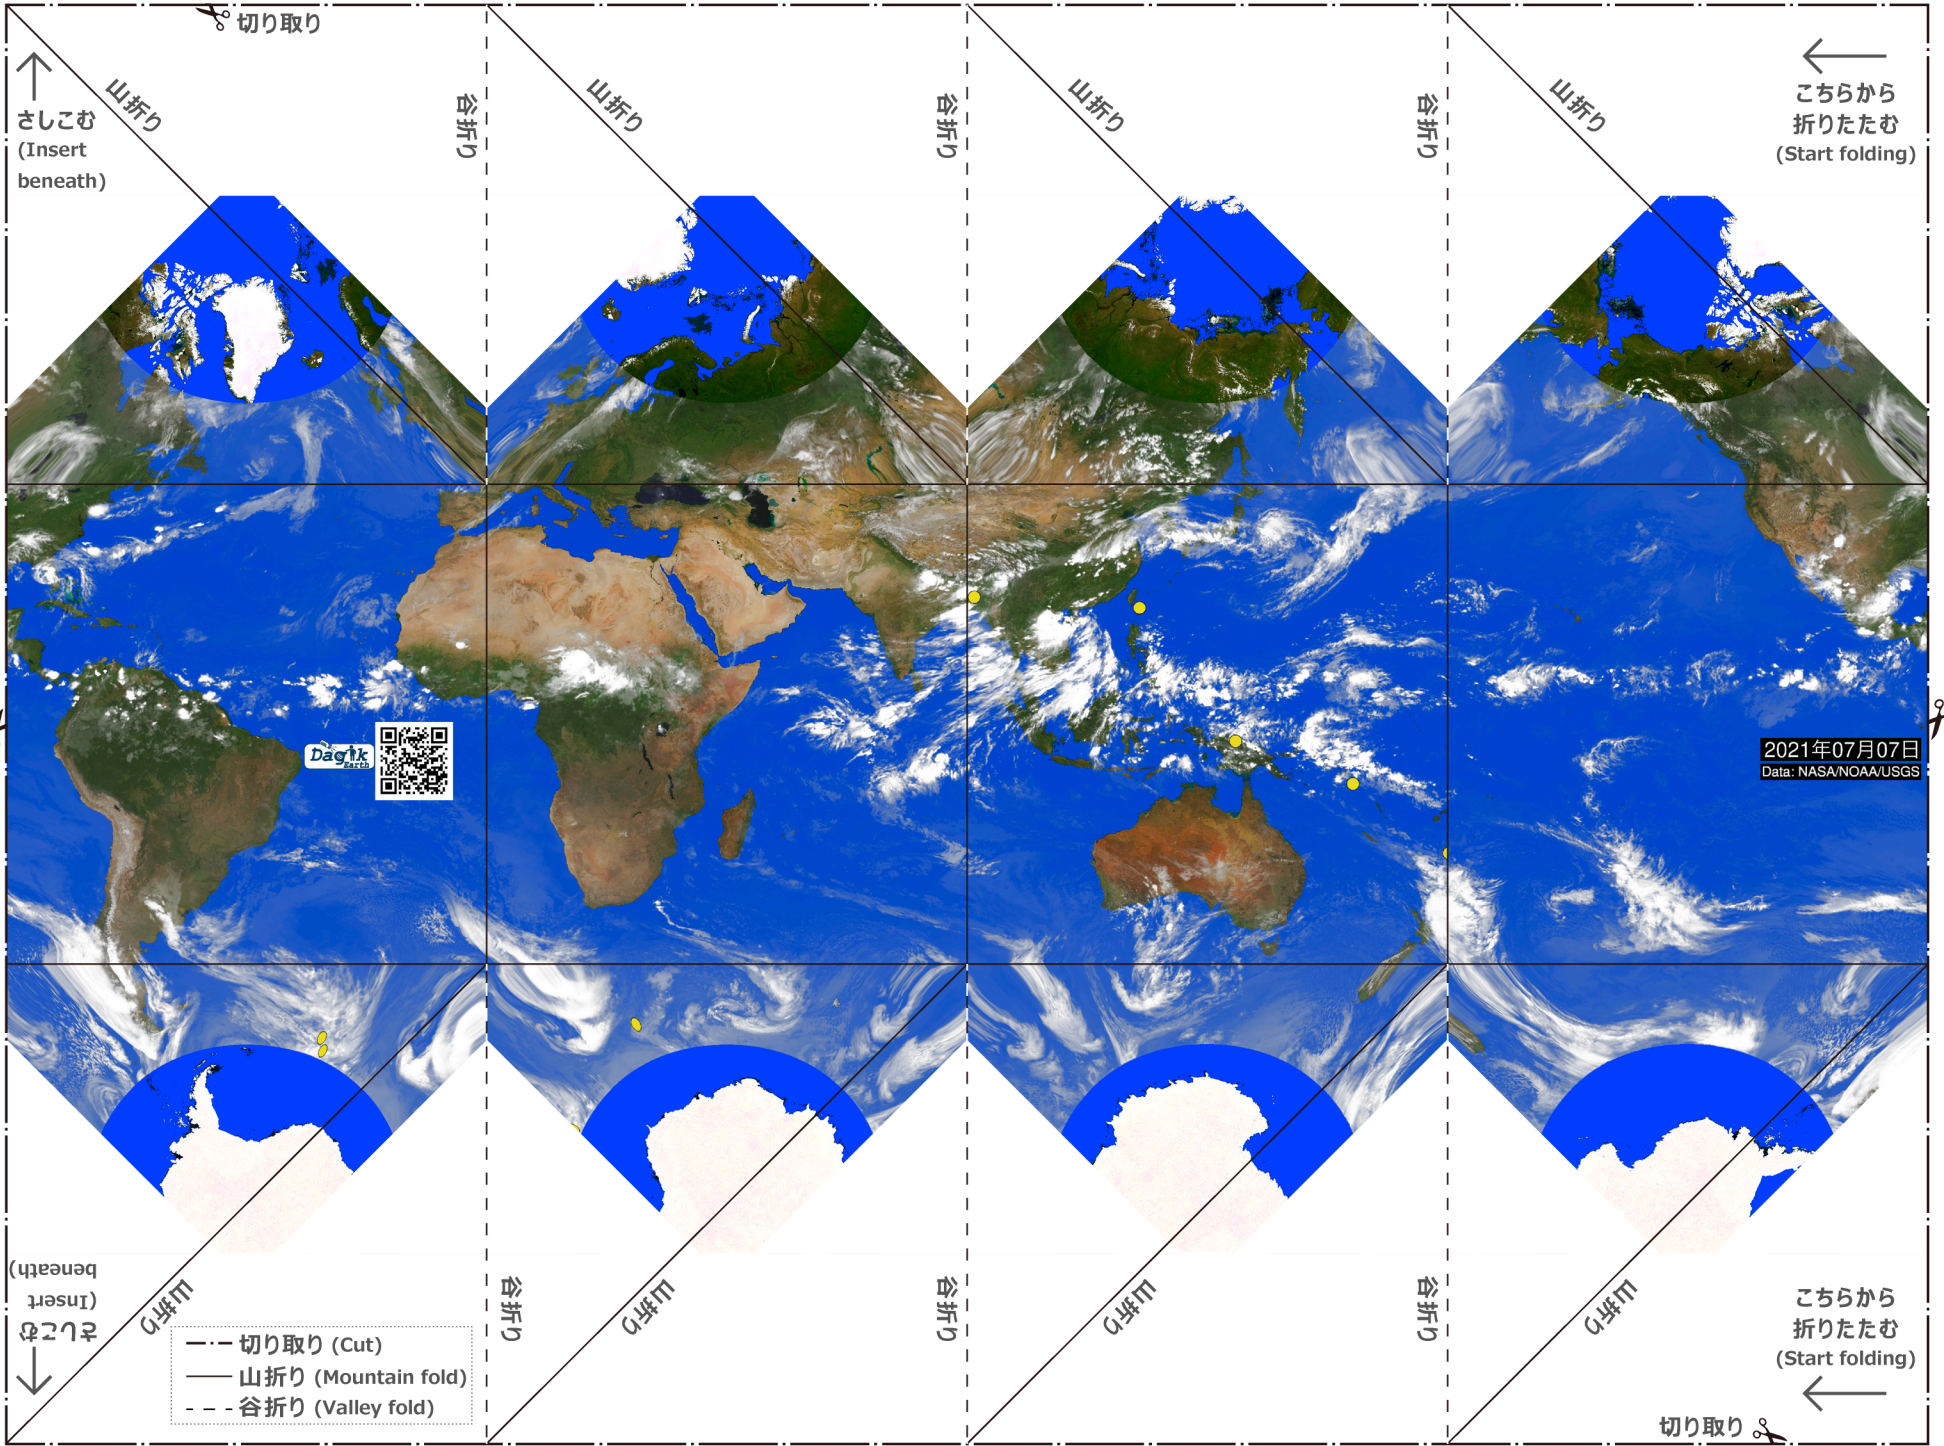 切り取り
山折り
谷折り
山折り
谷折り
山折り
谷折り
山折り
さしこむ
(Insert
beneath)
こちらから
折りたたむ
(Start folding)
Dagik
Earth
2021年07月07日
Data: NASA/NOAA/USGS
さしこむ
(Insert
beneath)
山折り
谷折り
山折り
谷折り
山折り
谷折り
山折り
こちらから
折りたたむ
(Start folding)
切り取り (Cut)
山折り (Mountain fold)
谷折り (Valley fold)
切り取り